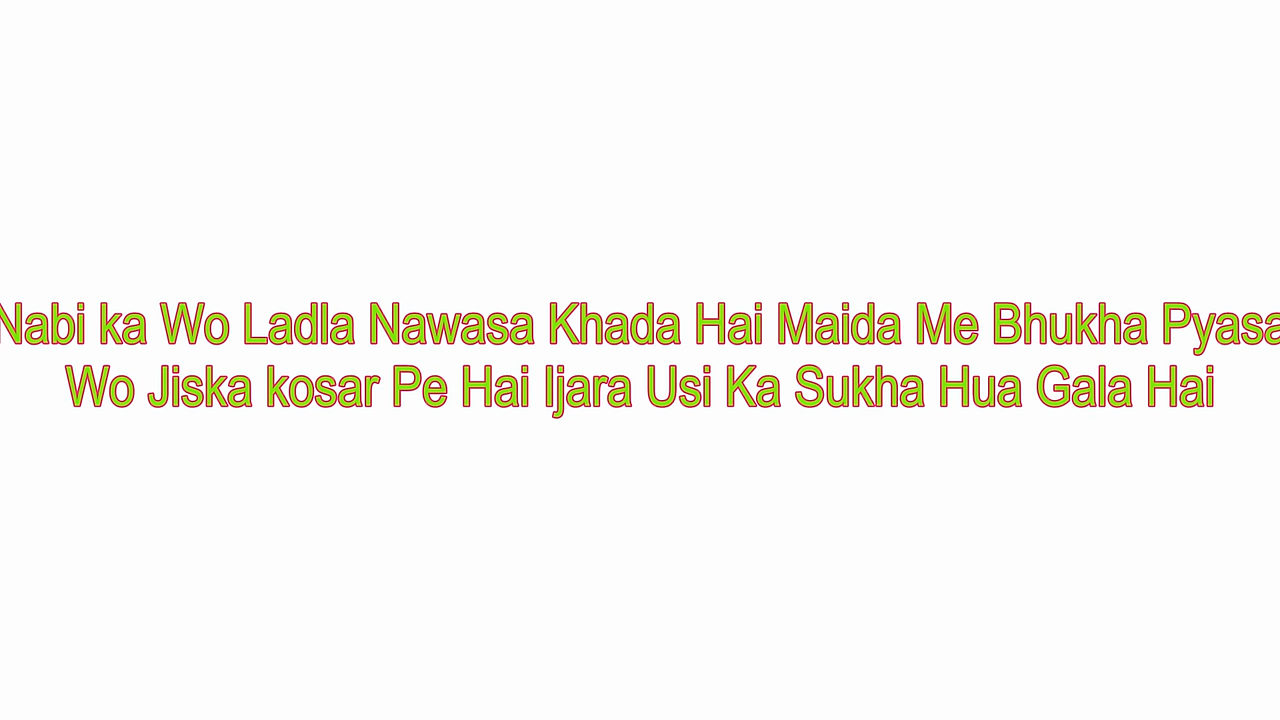 Nabi ka Wo Ladla Nawasa Khada Hai Maida Me Bhukha Pyasa
Wo Jiska kosar Pe Hai Ijara Usi Ka Sukha Hua Gala Hai